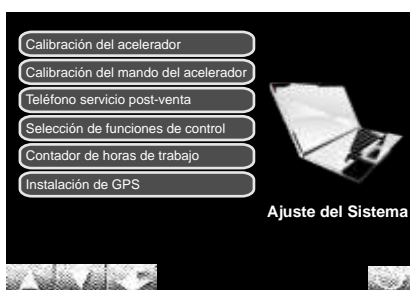 Calibración del acelerador
Calibración del mando del acelerador
Teléfono servicio post-venta
Selección de funciones de control
Contador de horas de trabajo
Instalación de GPS
Ajuste del Sistema